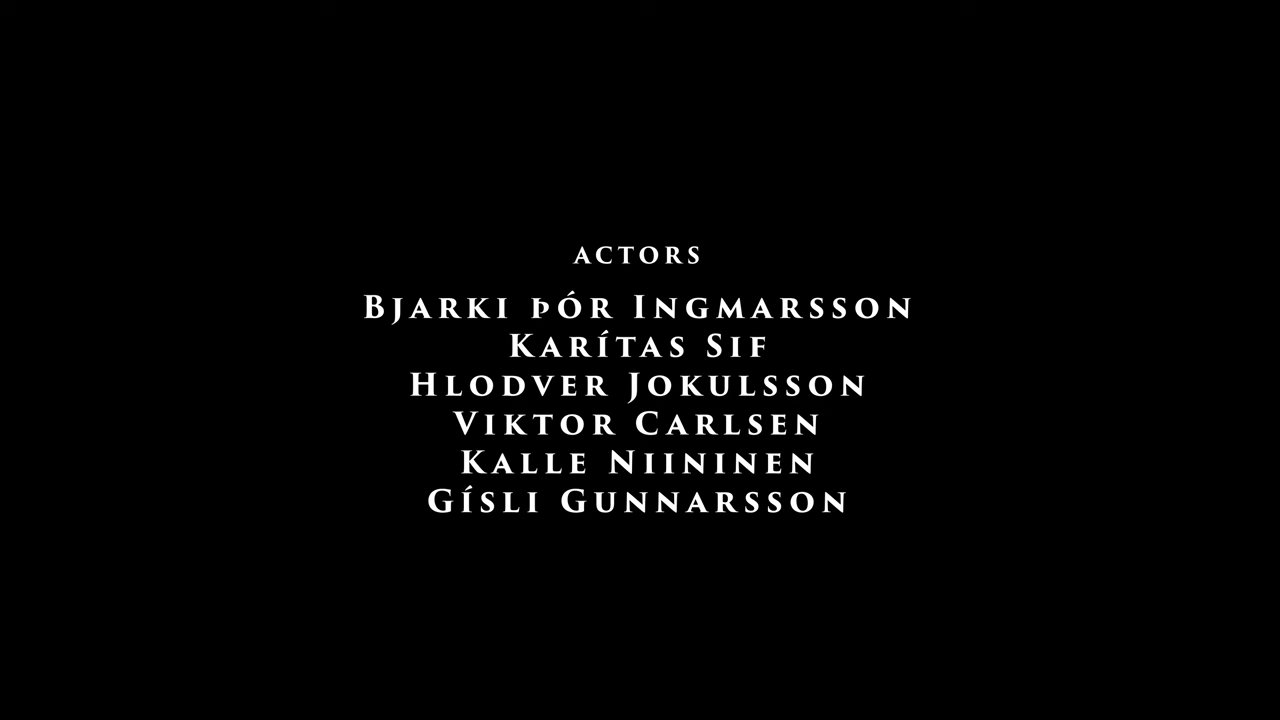 ACTORS
BJARKI ÞÓR INGMARSSON
KARÍTAS SIF
HLODVER JOKULSSON
VIKTOR CARLSEN
KALLE NIININEN
GÍSLI GUNNARSSON